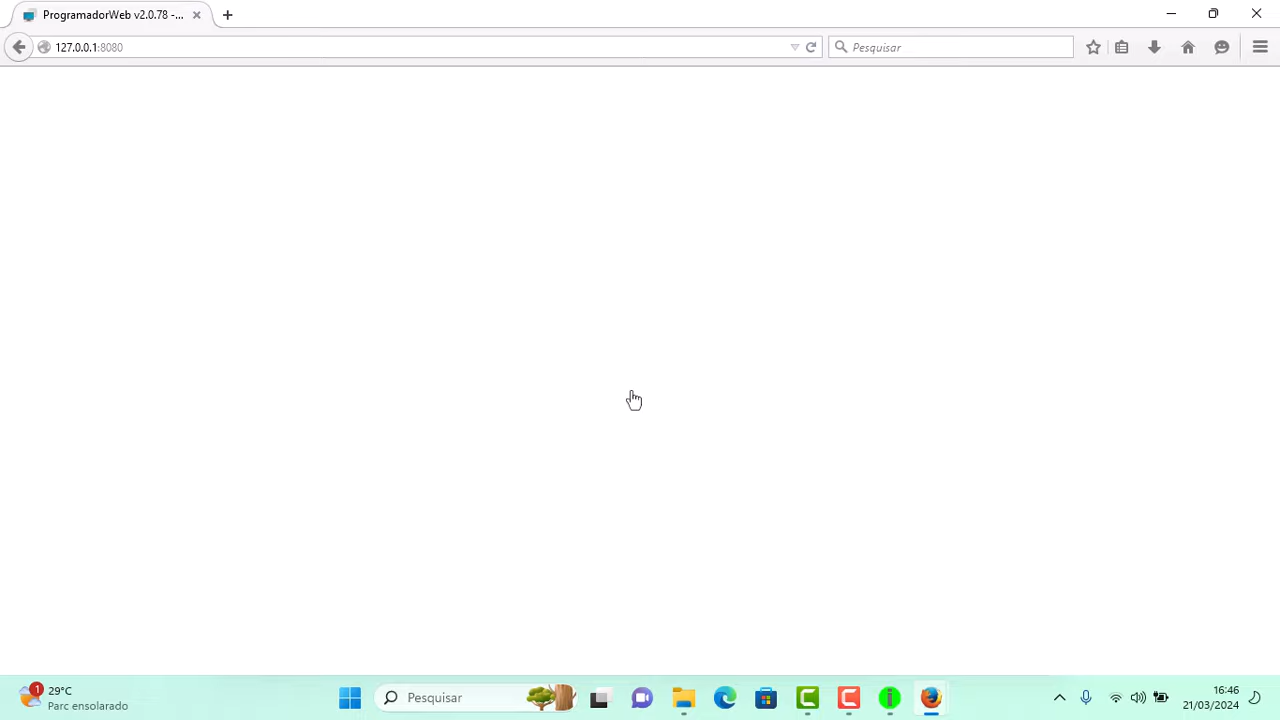 ProgramadorWeb v2.0.78 -...
127.0.0.1:8080
Pesquisar
1
29°C
Parc ensolarado
Pesquisar
16:46
21/03/2024